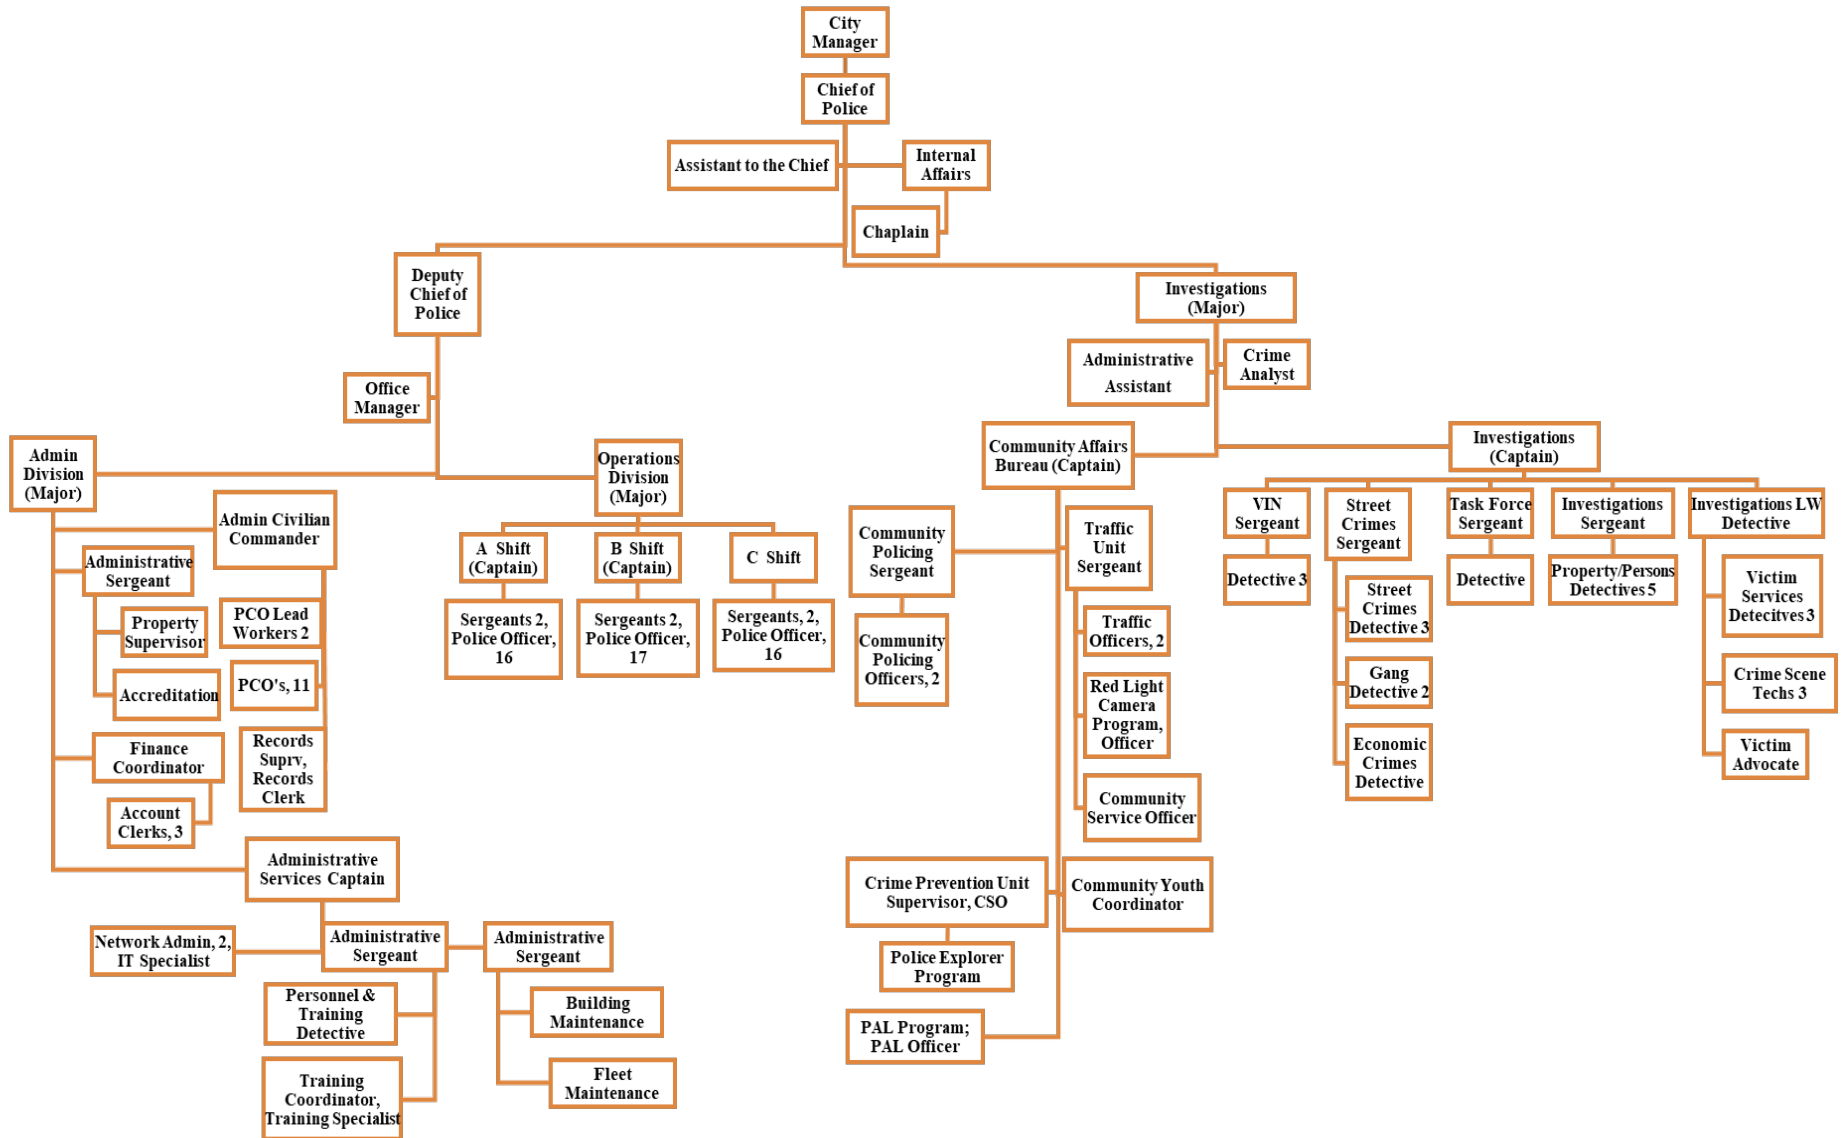 City
Manager
Chief of
Police
Assistant to the Chief
Internal
Affairs
Chaplain
Deputy
Chief of
Police
Investigations
(Major)
Office
Manager
Administrative
Assistant
Crime
Analyst
Admin
Division
(Major)
Operations
Division
(Major)
Community Affairs
Bureau (Captain)
Investigations
(Captain)
Admin Civilian
Commander
Administrative
Sergeant
Property
Supervisor
Accreditation
PCO Lead
Workers 2
PCO's, 11
Records
Suprv,
Records
Clerk
Finance
Coordinator
Account
Clerks, 3
Administrative
Services Captain
Network Admin, 2,
IT Specialist
Administrative
Sergeant
Administrative
Sergeant
Personnel &
Training
Detective
Training
Coordinator,
Training Specialist
Building
Maintenance
Fleet
Maintenance
A Shift
(Captain)
B Shift
(Captain)
C Shift
Sergeants 2,
Police Officer,
16
Sergeants 2,
Police Officer,
17
Sergeants, 2,
Police Officer,
16
Community
Policing
Sergeant
Community
Policing
Officers, 2
Traffic
Unit
Sergeant
Traffic
Officers, 2
Red Light
Camera
Program,
Officer
Community
Service Officer
Crime Prevention Unit
Supervisor, CSO
Community Youth
Coordinator
Police Explorer
Program
PAL Program;
PAL Officer
VIN
Sergeant
Detective 3
Street
Crimes
Sergeant
Street
Crimes
Detective 3
Gang
Detective 2
Economic
Crimes
Detective
Task Force
Sergeant
Detective
Investigations
Sergeant
Property/Persons
Detectives 5
Investigations LW
Detective
Victim
Services
Detecitves 3
Crime Scene
Techs 3
Victim
Advocate